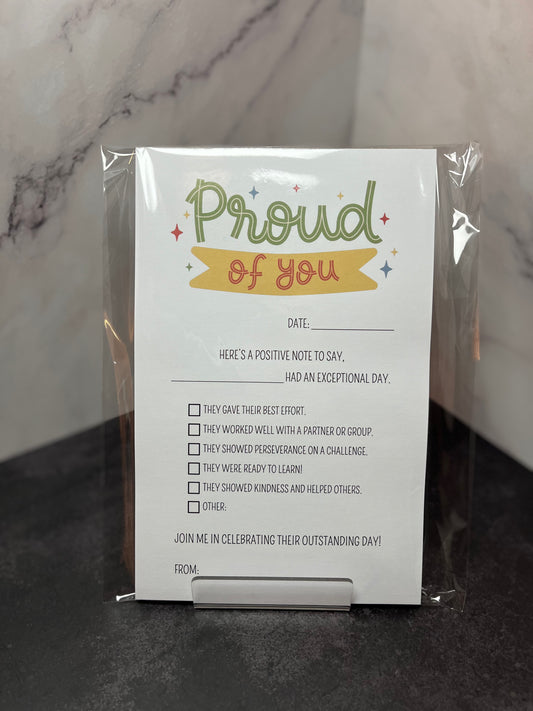 Proud
of you
DATE:
HERE'S A POSITIVE NOTE TO SAY,
HAD AN EXCEPTIONAL DAY.
THEY GAVE THEIR BEST EFFORT.
THEY WORKED WELL WITH A PARTNER OR GROUP.
THEY SHOWED PERSEVERANCE ON A CHALLENGE.
THEY WERE READY TO LEARN!
THEY SHOWED KINDNESS AND HELPED OTHERS.
OTHER:
JOIN ME IN CELEBRATING THEIR OUTSTANDING DAY!
FROM: